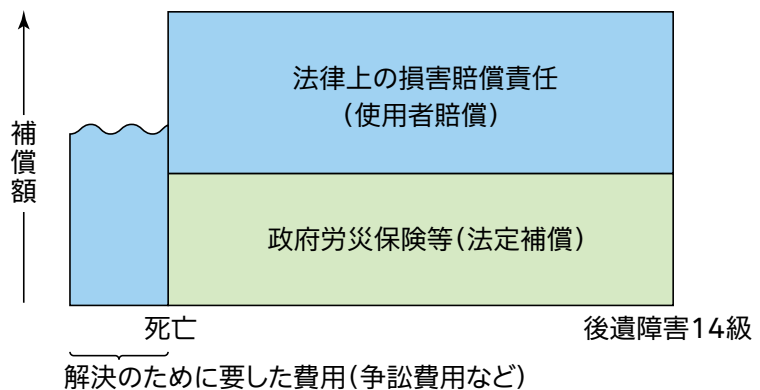 法律上の損害賠償責任
(使用者賠償)
補償額
政府労災保険等(法定補償)
死亡
後遺障害14級
解決のために要した費用(争訟費用など)